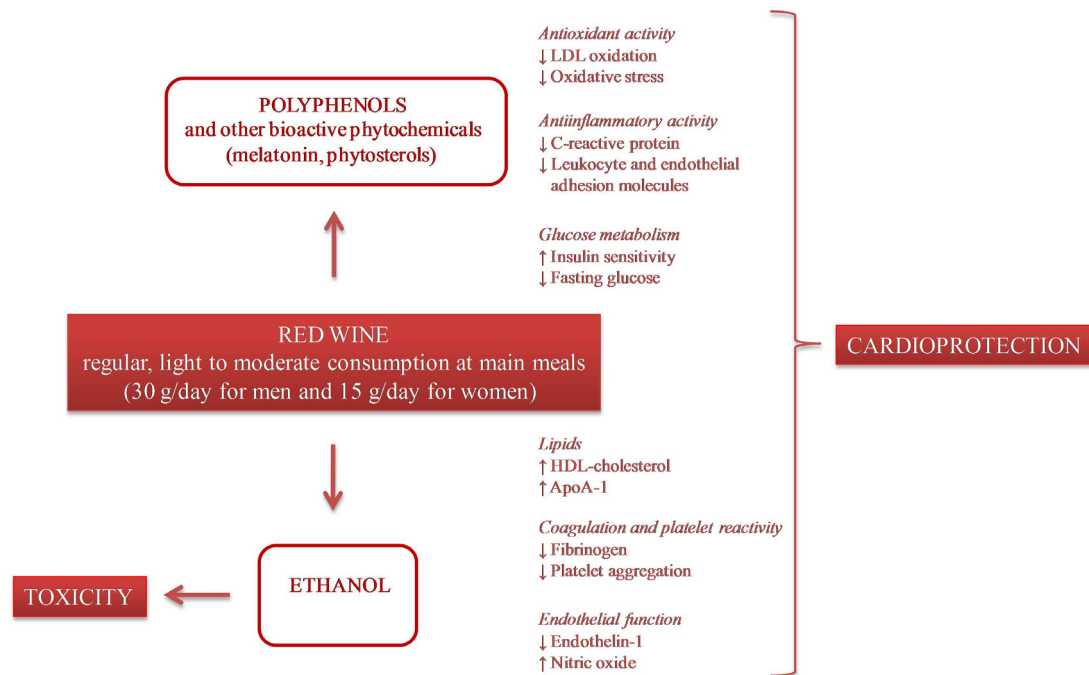 POLYPHENOLS
and other bioactive phytochemicals
(melatonin, phytosterols)
RED WINE
regular, light to moderate consumption at main meals
(30 g/day for men and 15 g/day for women)
ETHANOL
TOXICITY
Antioxidant activity
↓ LDL oxidation
↓ Oxidative stress
Antiinflammatory activity
↓ C-reactive protein
↓ Leukocyte and endothelial
adhesion molecules
Glucose metabolism
↑ Insulin sensitivity
↓ Fasting glucose
Lipids
↑ HDL-cholesterol
↑ ApoA-1
Coagulation and platelet reactivity
↓ Fibrinogen
↓ Platelet aggregation
Endothelial function
↓ Endothelin-1
↑ Nitric oxide
CARDIOPROTECTION